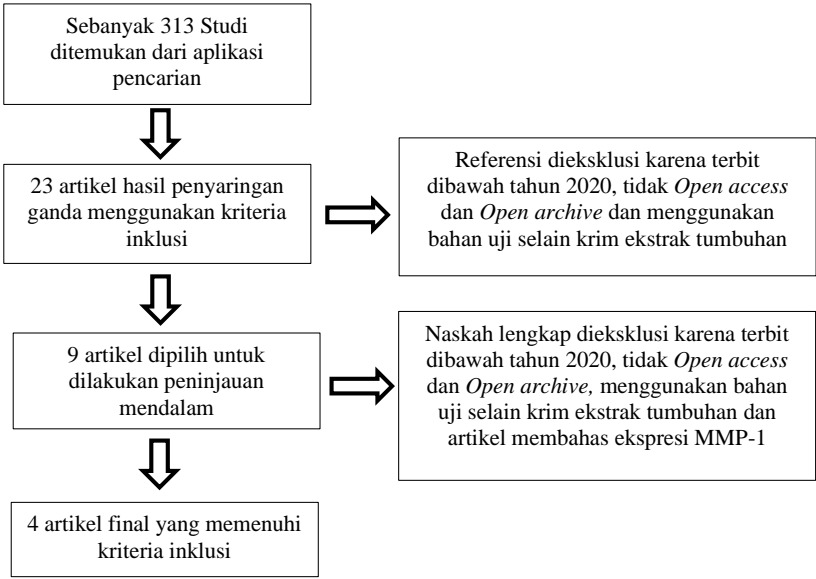 Sebanyak 313 Studi
ditemukan dari aplikasi
pencarian
23 artikel hasil penyaringan
ganda menggunakan kriteria
inklusi
Referensi dieksklusi karena terbit
dibawah tahun 2020, tidak Open access
dan Open archive dan menggunakan
bahan uji selain krim ekstrak tumbuhan
9 artikel dipilih untuk
dilakukan peninjauan
mendalam
Naskah lengkap dieksklusi karena terbit
dibawah tahun 2020, tidak Open access
dan Open archive, menggunakan bahan
uji selain krim ekstrak tumbuhan dan
artikel membahas ekspresi MMP-1
4 artikel final yang memenuhi
kriteria inklusi